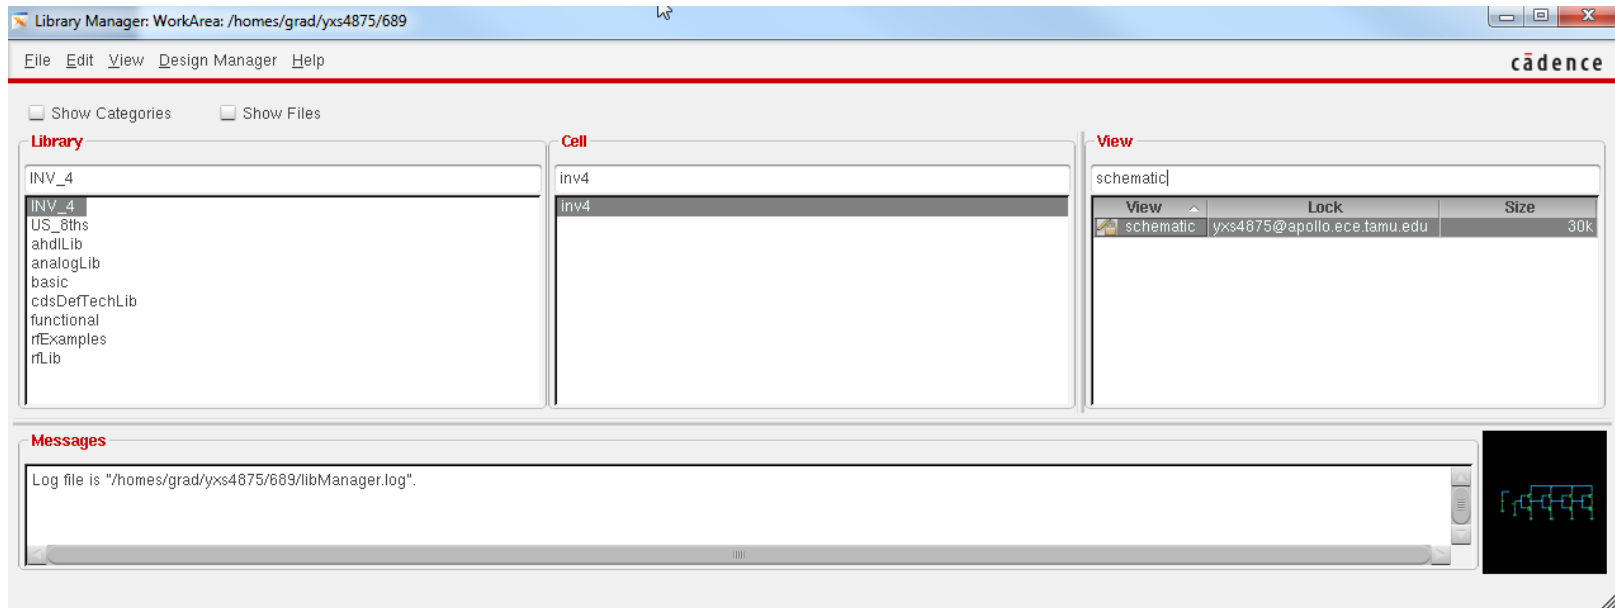 Library Manager: WorkArea: /homes/grad/yxs4875/689
File Edit View Design Manager Help
cādence
Show Categories Show Files
Library
INV_4
INV_4
US_8ths
ahdlLib
analogLib
basic
cdsDefTechLib
functional
rfExamples
rfLib
Cell
inv4
inv4
View
schematic
View Lock Size
schematic yxs4875@apollo.ece.tamu.edu 30k
Messages
Log file is "/homes/grad/yxs4875/689/libManager.log".